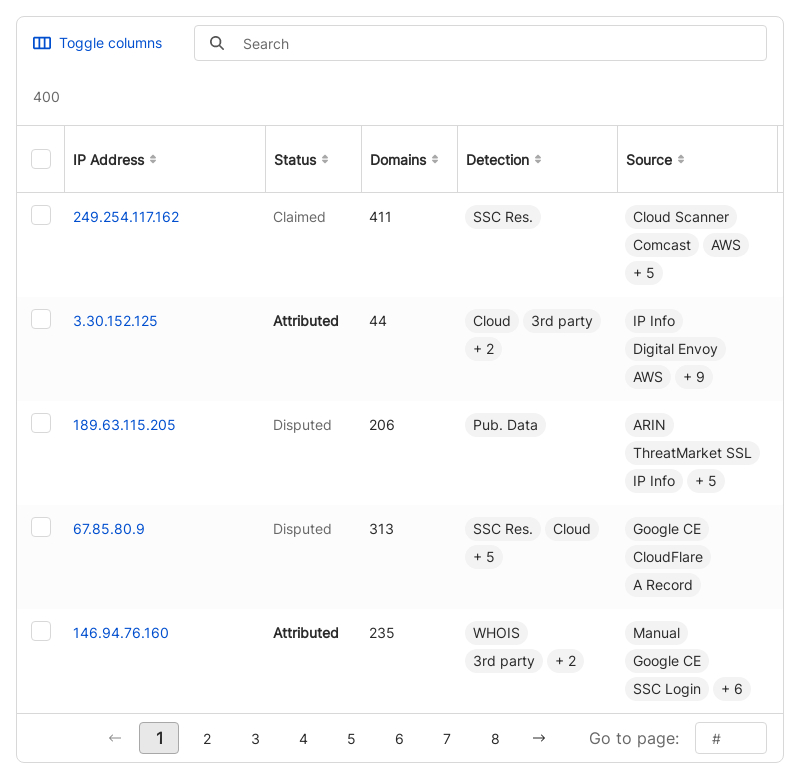 Toggle columns Search
400
IP Address Status Domains Detection Source
249.254.117.162 Claimed 411 SSC Res. Cloud Scanner
Comcast AWS
+ 5
3.30.152.125 Attributed 44 Cloud 3rd party IP Info
+ 2 Digital Envoy
AWS + 9
189.63.115.205 Disputed 206 Pub. Data ARIN
ThreatMarket SSL
IP Info + 5
67.85.80.9 Disputed 313 SSC Res. Cloud Google CE
+ 5 CloudFlare
A Record
146.94.76.160 Attributed 235 WHOIS Manual
3rd party + 2 Google CE
SSC Login + 6
← 1 2 3 4 5 6 7 8 → Go to page: #